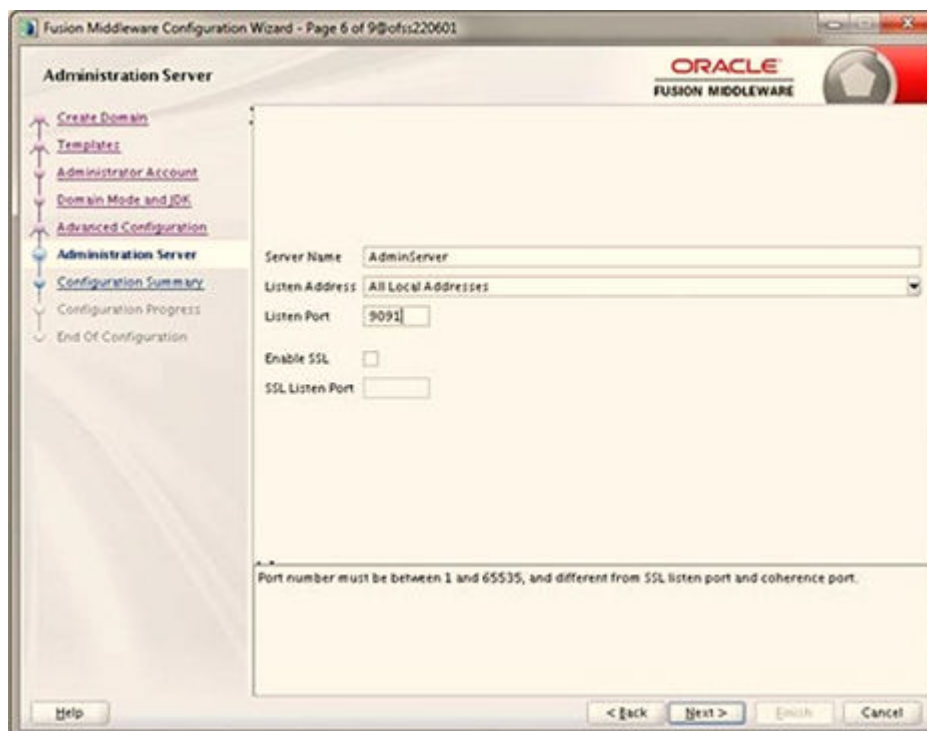 Fusion Middleware Configuration Wizard - Page 6 of 9@ofss220601
Administration Server
ORACLE
FUSION MIDDLEWARE
Create Domain
Templates
Administrator Account
Domain Mode and JDK
Advanced Configuration
Administration Server
Configuration Summary
Configuration Progress
End Of Configuration
Server Name AdminServer
Listen Address All Local Addresses
Listen Port 9091
Enable SSL
SSL Listen Port
Port number must be between 1 and 65535, and different from SSL listen port and coherence port.
Help < Back Next > Finish Cancel